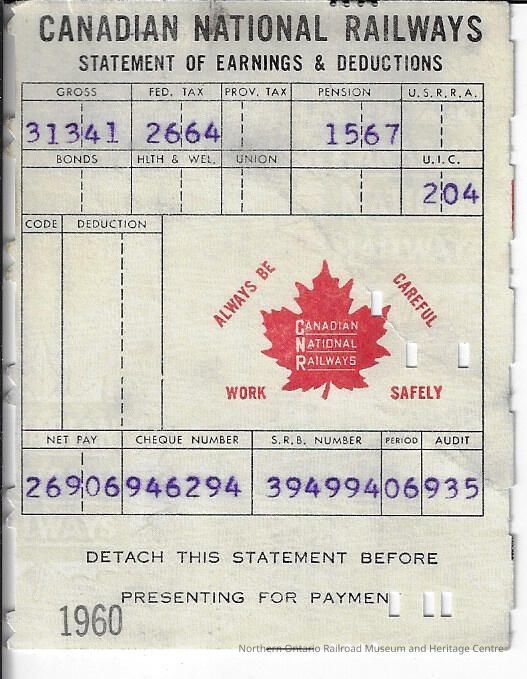 CANADIAN NATIONAL RAILWAYS
STATEMENT OF EARNINGS & DEDUCTIONS
GROSS FED. TAX PROV. TAX PENSION U.S.R.R.A.
31341 2664 1567
BONDS HLTH & WEL. UNION U.I.C.
204
CODE DEDUCTION
ALWAYS BE CAREFUL
CANADIAN
NATIONAL
RAILWAYS
WORK SAFELY
NET PAY CHEQUE NUMBER S.R.B. NUMBER PERIOD AUDIT
26906 946294 394994 06 935
DETACH THIS STATEMENT BEFORE
PRESENTING FOR PAYMEN
1960
Northern Ontario Railroad Museum and Heritage Centre